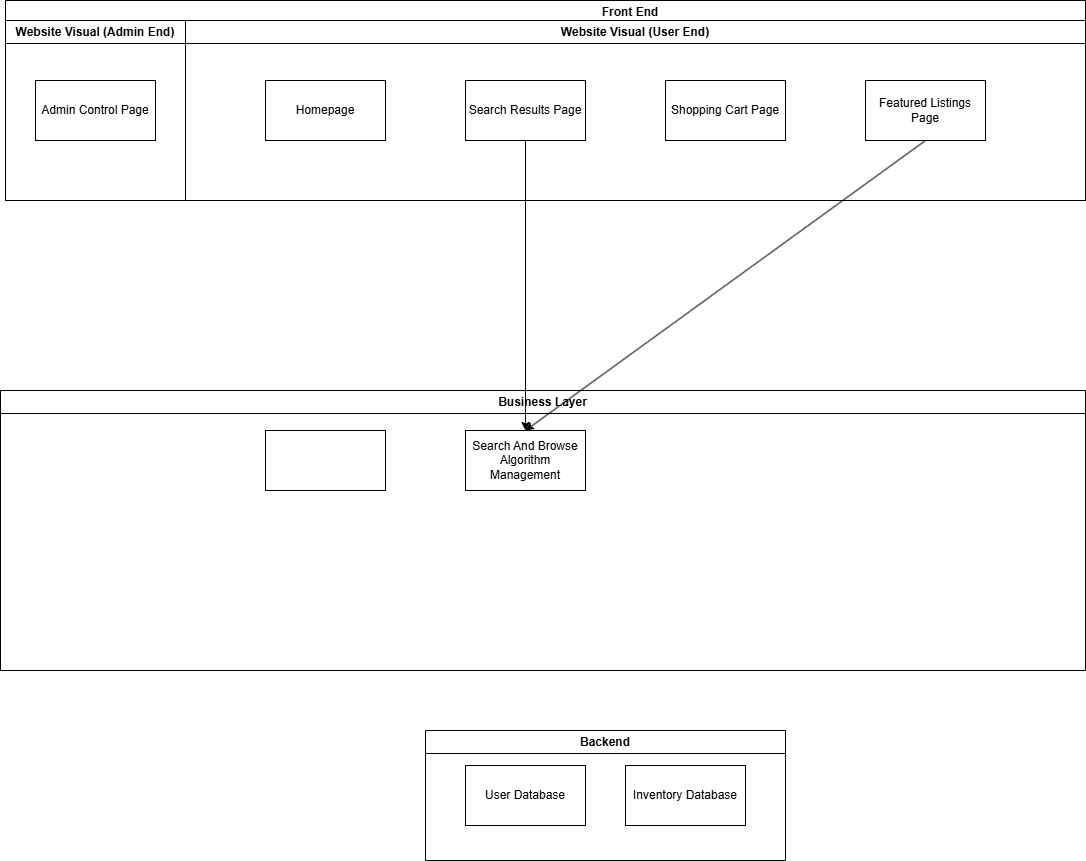 Front End
Website Visual (Admin End)
Website Visual (User End)
Admin Control Page
Homepage
Search Results Page
Shopping Cart Page
Featured Listings
Page
Business Layer
Search And Browse
Algorithm
Management
Backend
User Database
Inventory Database